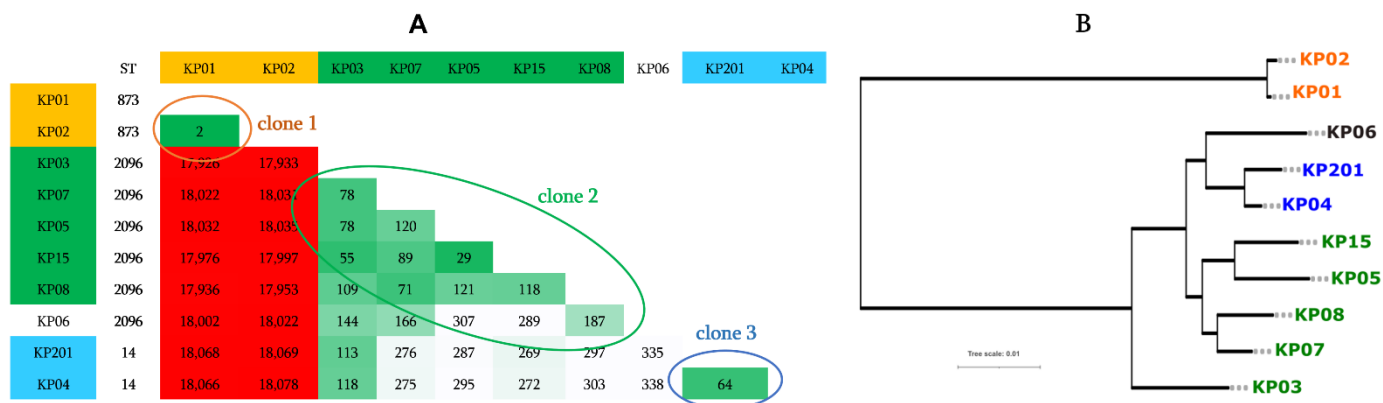 A
B
ST KP01 KP02 KP03 KP07 KP05 KP15 KP08 KP06 KP201 KP04
KP01 873
KP02 873 2 clone 1
KP03 2096 17,926 17,933
KP07 2096 18,022 18,031 78 clone 2
KP05 2096 18,032 18,035 78 120
KP15 2096 17,976 17,997 55 89 29
KP08 2096 17,936 17,953 109 71 121 118
KP06 2096 18,002 18,022 144 166 307 289 187
clone 3
KP201 14 18,068 18,069 113 276 287 269 297 335
KP04 14 18,066 18,078 118 275 295 272 303 338 64
KP02
KP01
KP06
KP201
KP04
KP15
KP05
KP08
KP07
KP03
Tree scale: 0.01